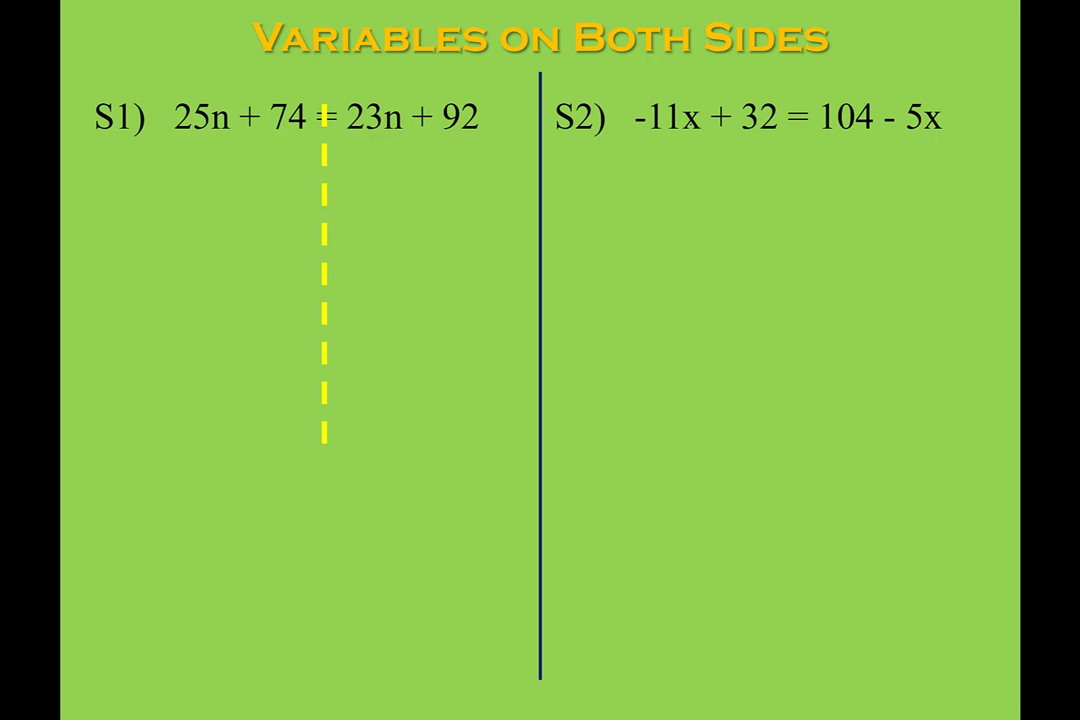 VARIABLES ON BOTH SIDES
S1) 25n + 74 = 23n + 92
S2) -11x + 32 = 104 - 5x